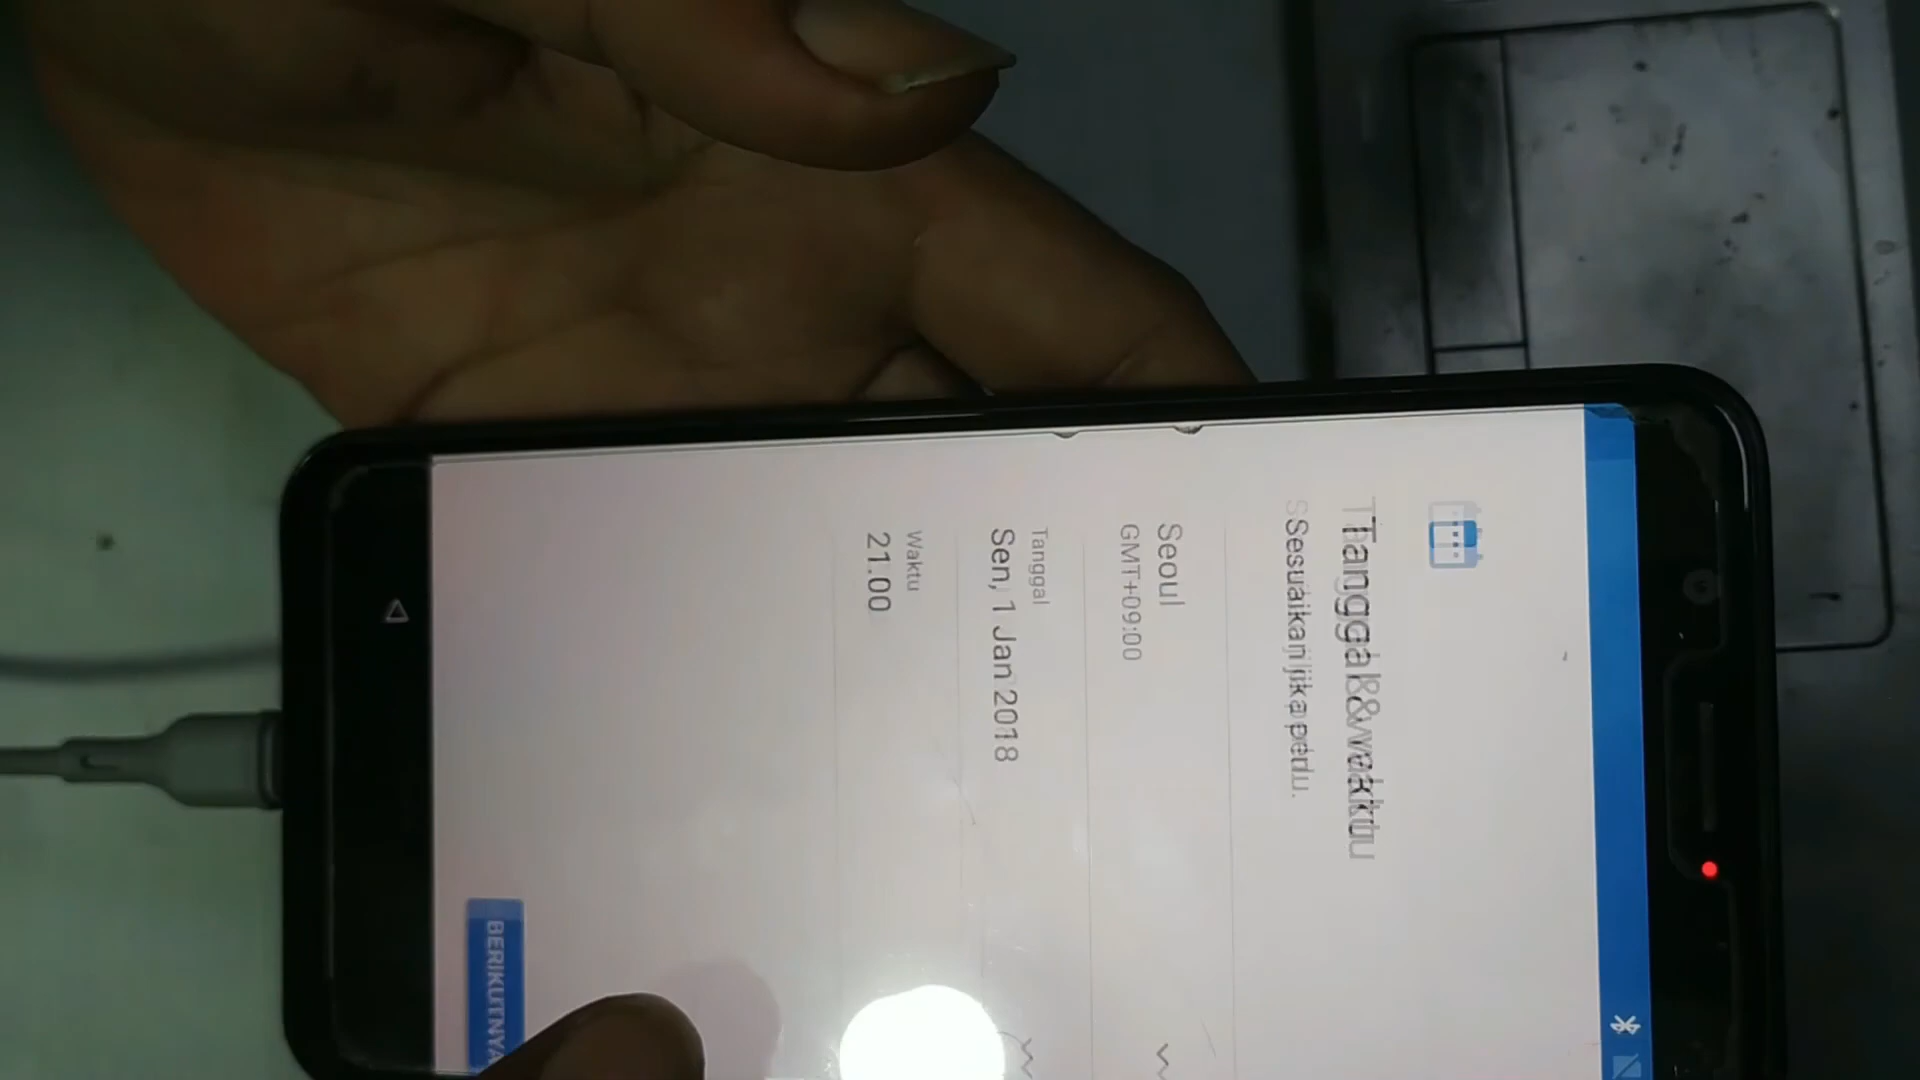 Tanggal & waktu
Sesuaikan jika perlu.
Seoul
GMT+09:00
Tanggal
Sen, 1 Jan 2018
Waktu
21.00
BERIKUTNYA